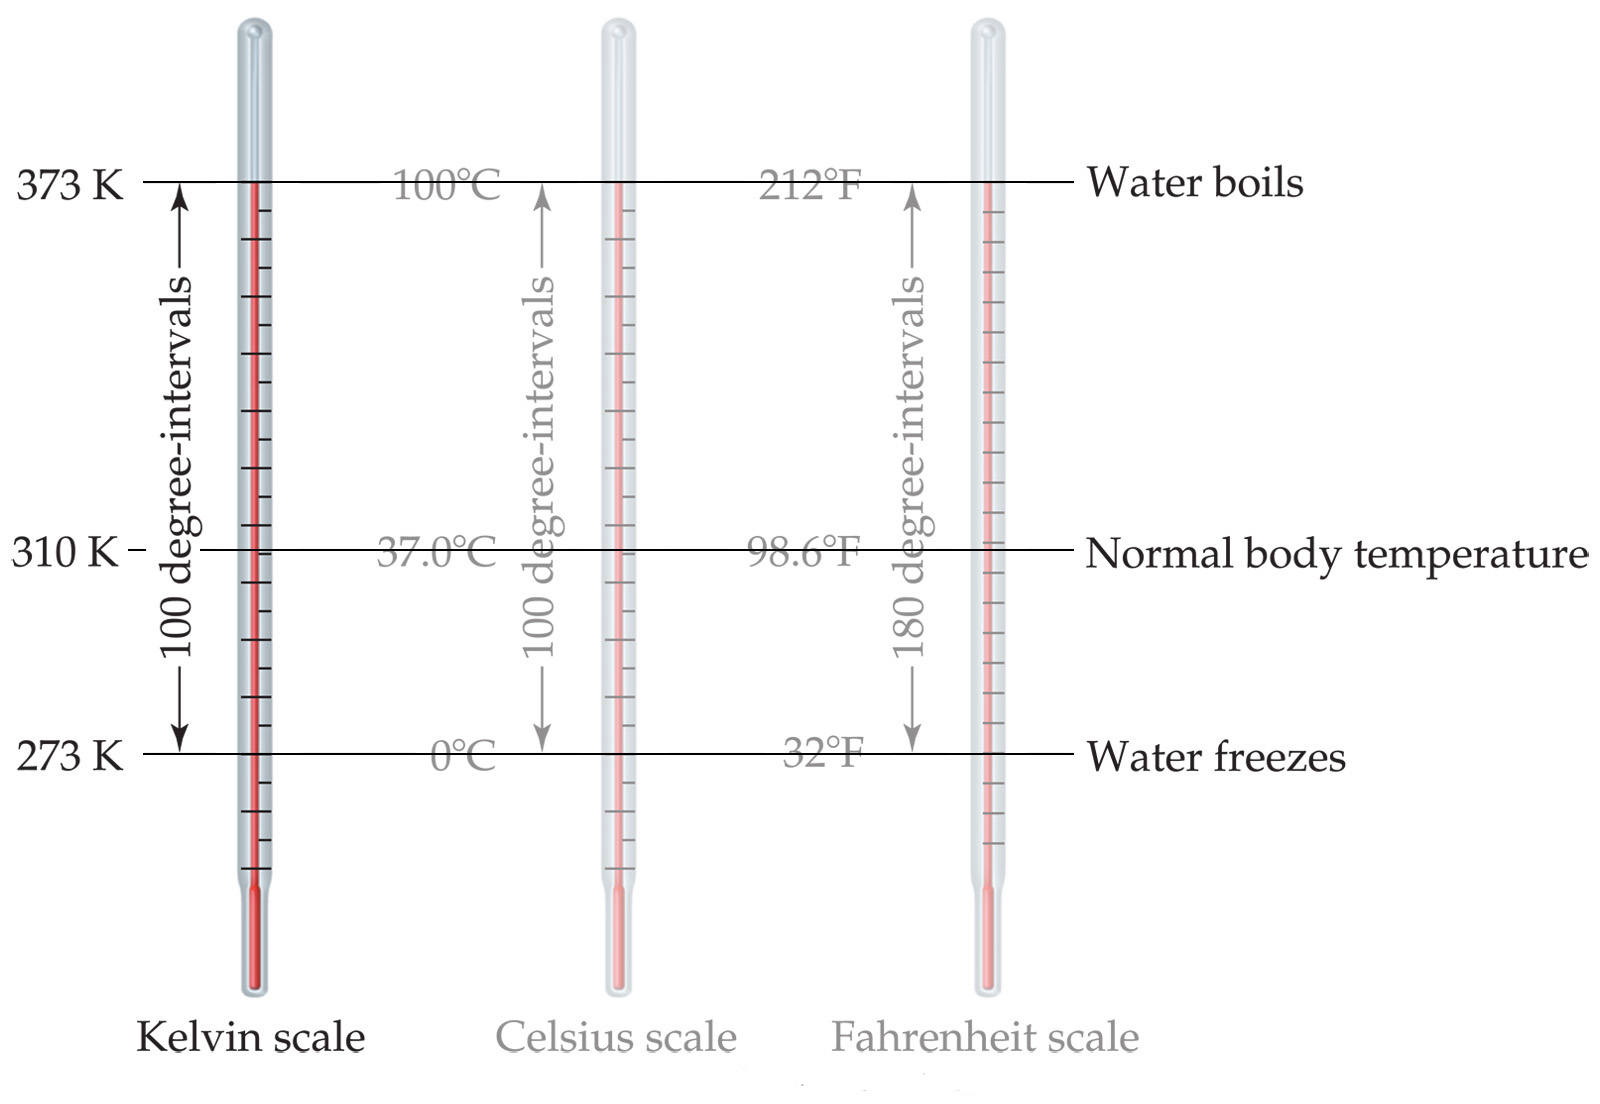 373 K 100°C 212°F Water boils
100 degree-intervals
100 degree-intervals
180 degree-intervals
310 K 37.0°C 98.6°F Normal body temperature
273 K 0°C 32°F Water freezes
Kelvin scale Celsius scale Fahrenheit scale